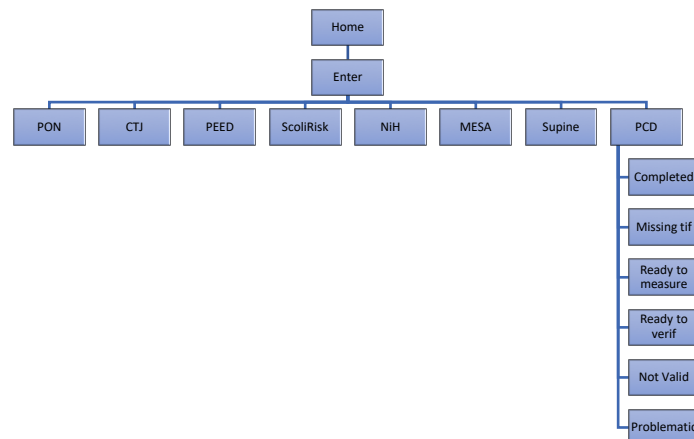 Home
Enter
PON CTJ PEED ScoliRisk NiH MESA Supine PCD
Completed
Missing tif
Ready to
measure
Ready to
verif
Not Valid
Problematic